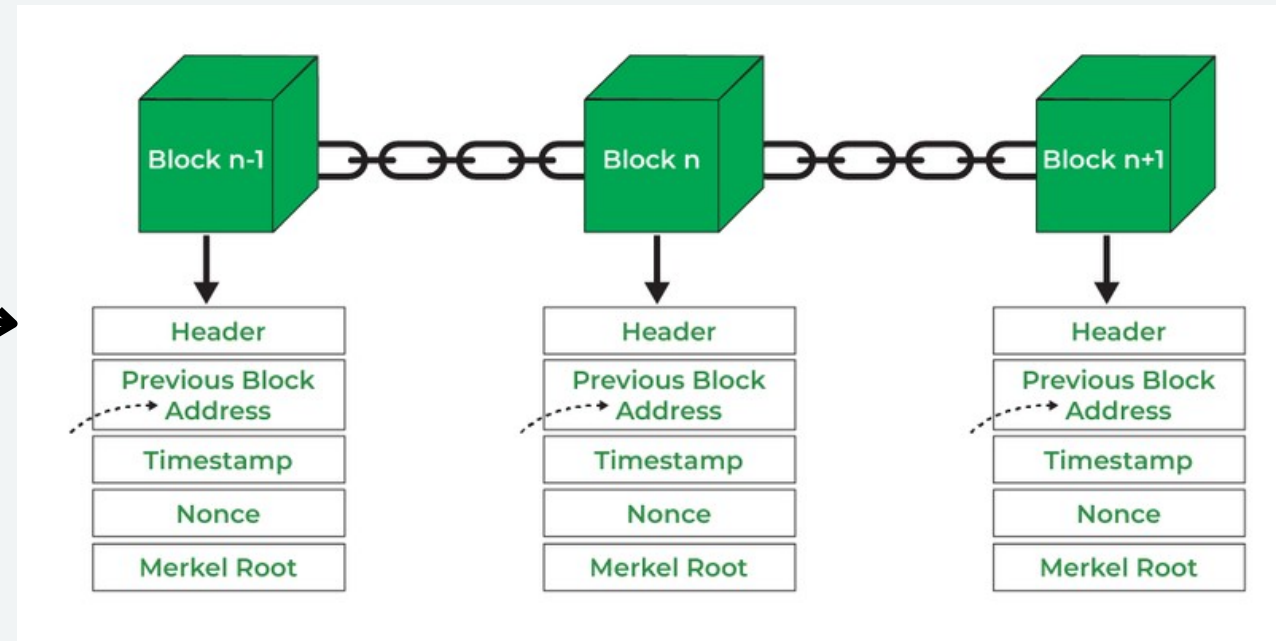 Block n-1
Block n
Block n+1
Header
Previous Block
Address
Timestamp
Nonce
Merkel Root
Header
Previous Block
Address
Timestamp
Nonce
Merkel Root
Header
Previous Block
Address
Timestamp
Nonce
Merkel Root